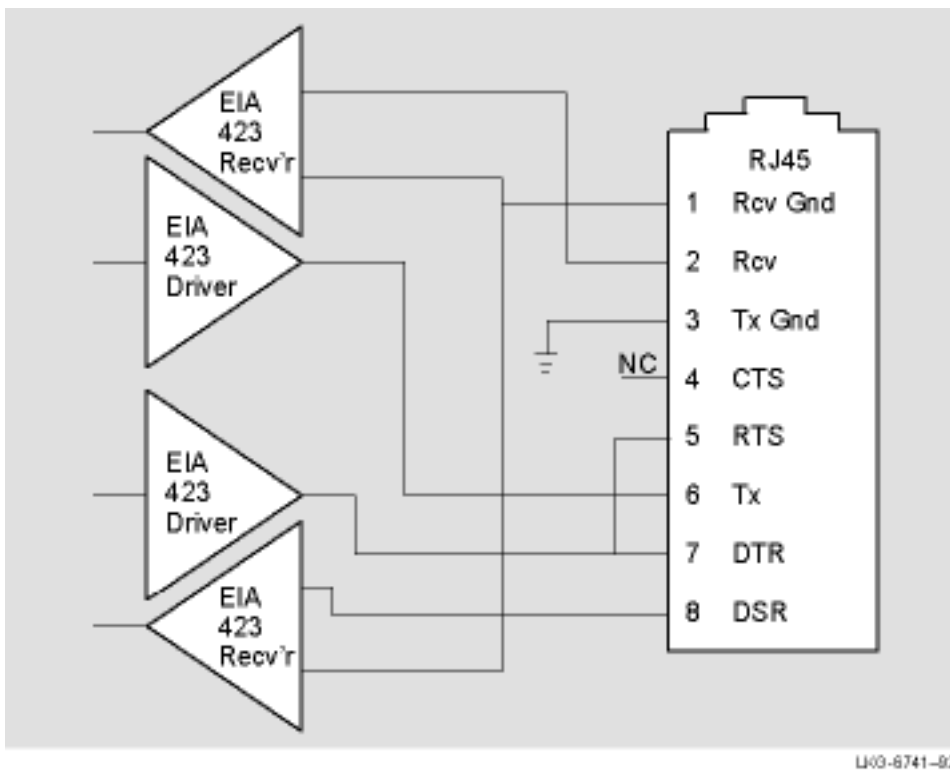 EIA
423
Recv'r
EIA
423
Driver
EIA
423
Driver
EIA
423
Recv'r
NC
RJ45
1 Rcv Gnd
2 Rcv
3 Tx Gnd
4 CTS
5 RTS
6 Tx
7 DTR
8 DSR